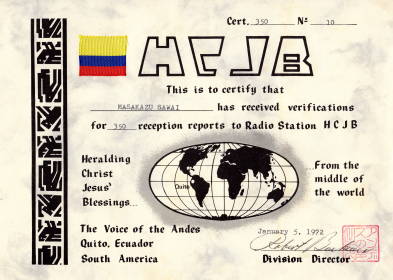 Cert. 350 Nº 10
HCJB
This is to certify that
MASAKAZU SAWAI has received verifications
for 350 reception reports to Radio Station HCJB
Heralding
Christ
Jesus'
Blessings...
Quito
...From the
middle of
the world
The Voice of the Andes
Quito, Ecuador
South America
January 5, 1972
Division Director